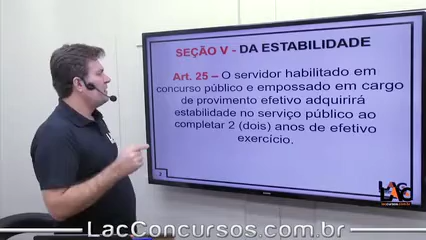 SEÇÃO V - DA ESTABILIDADE
Art. 25 – O servidor habilitado em
concurso público e empossado em cargo
de provimento efetivo adquirirá
estabilidade no serviço público ao
completar 2 (dois) anos de efetivo
exercício.
2
LAC
LacConcursos.com.br